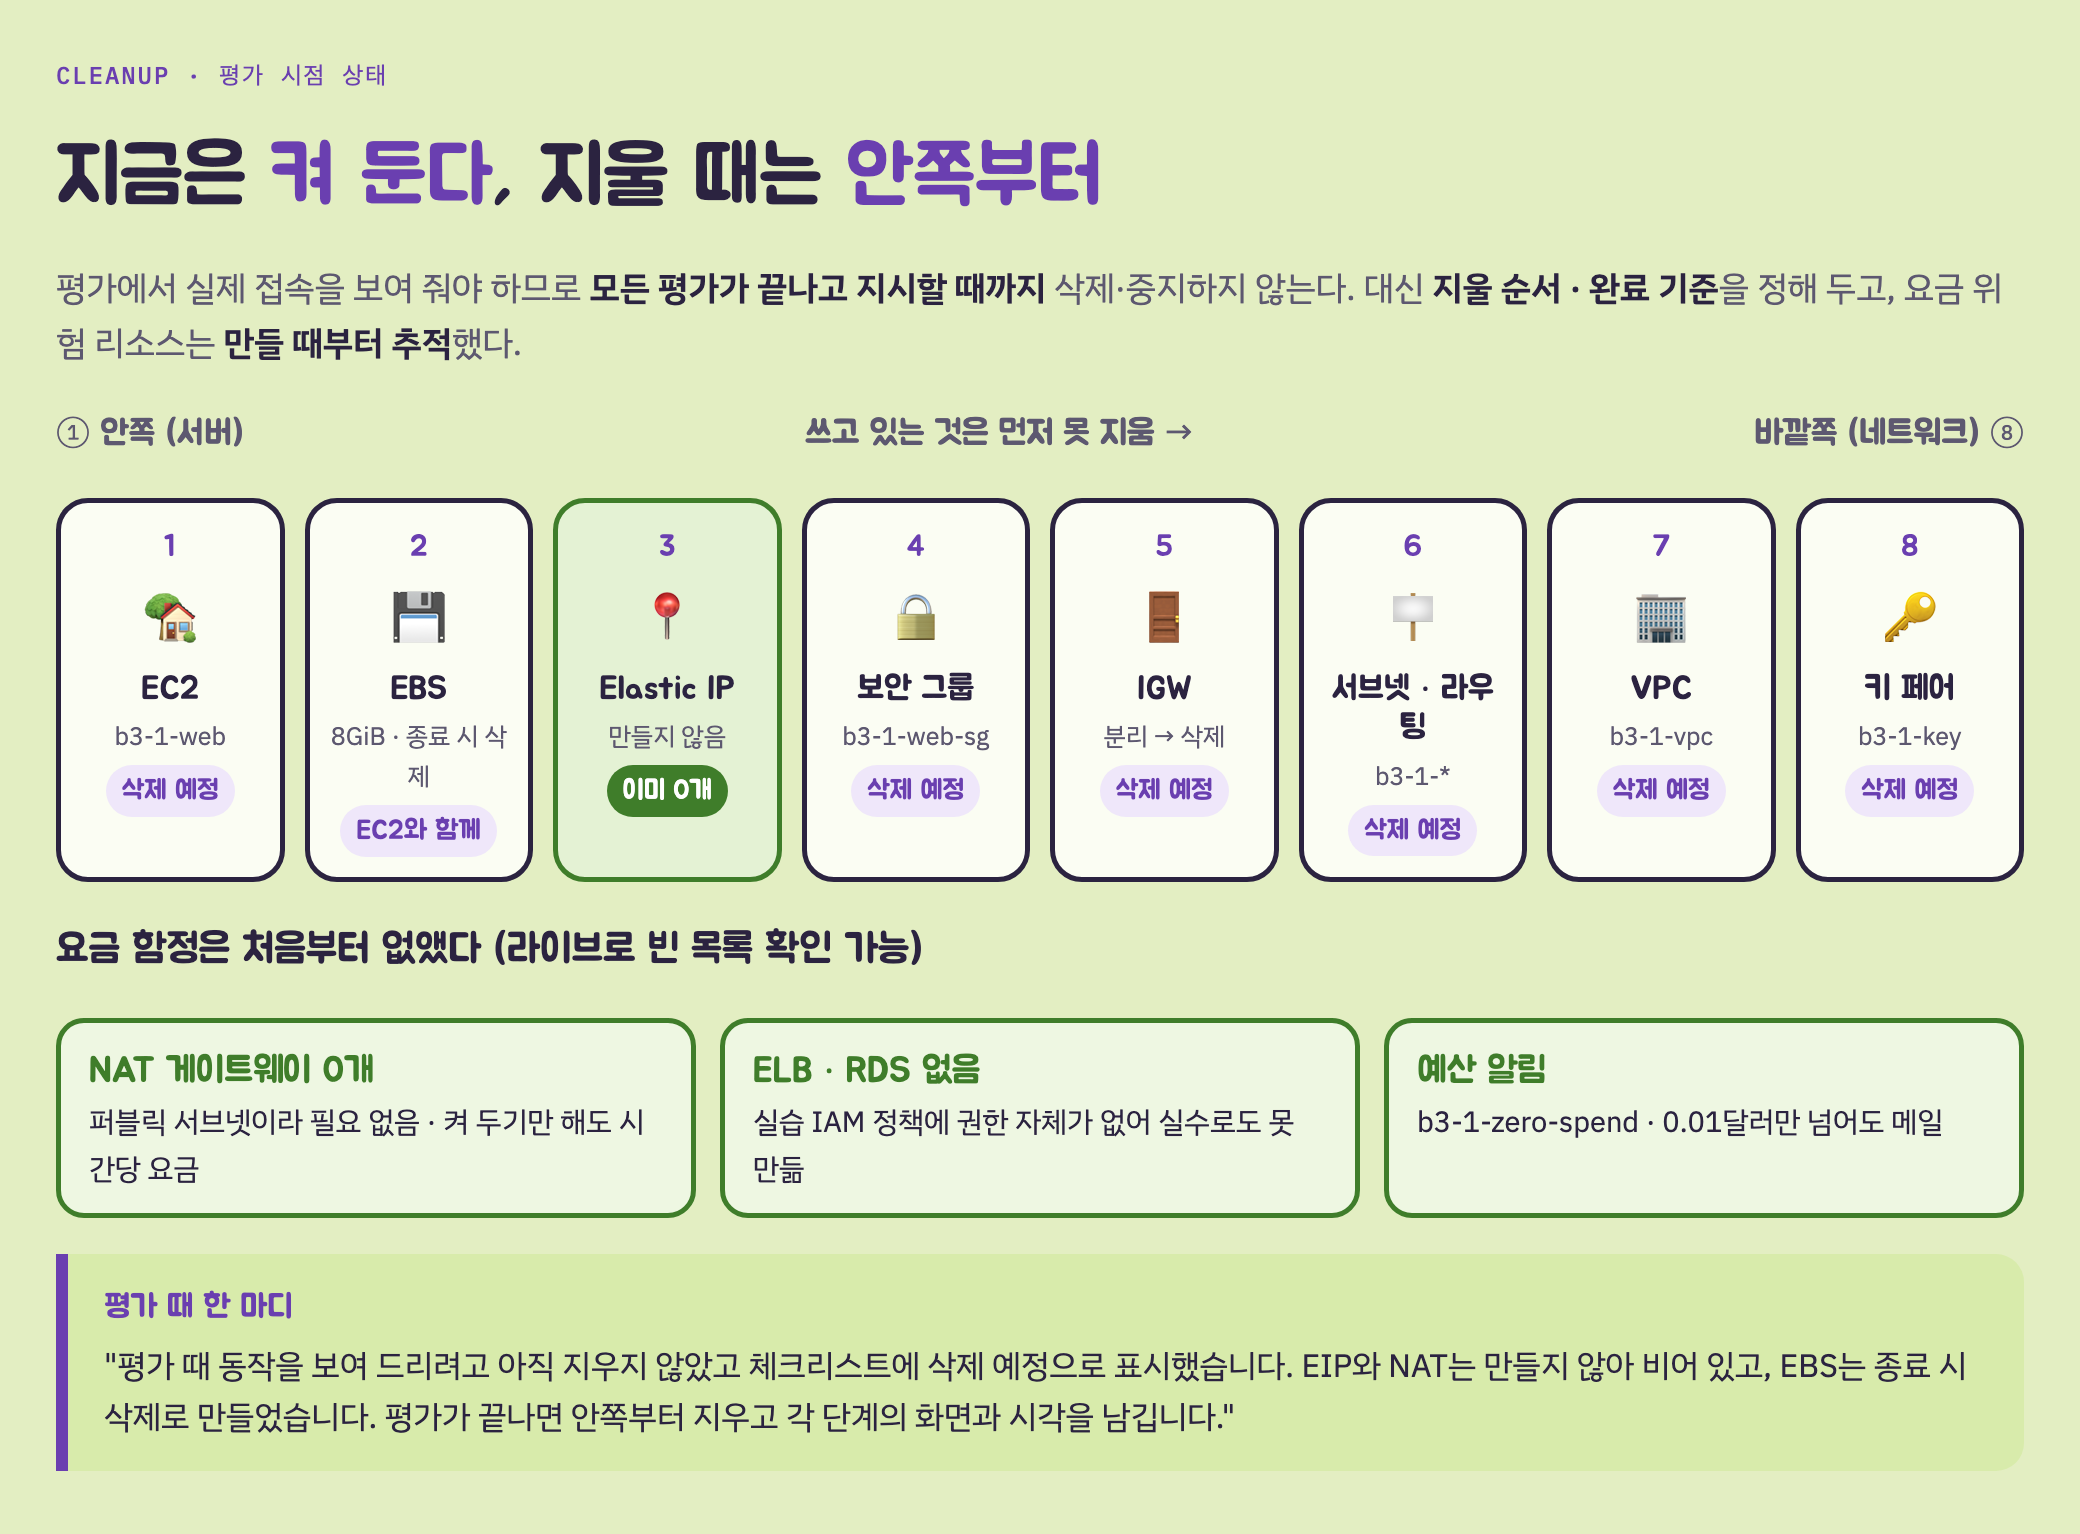 CLEANUP · 평가 시점 상태
지금은 켜 둔다, 지울 때는 안쪽부터
평가에서 실제 접속을 보여 줘야 하므로 모든 평가가 끝나고 지시할 때까지 삭제·중지하지 않는다. 대신 지울 순서 · 완료 기준을 정해 두고, 요금 위
험 리소스는 만들 때부터 추적했다.
① 안쪽 (서버)
쓰고 있는 것은 먼저 못 지움 →
바깥쪽 (네트워크) ⑧
1
EC2
b3-1-web
삭제 예정
2
EBS
8GiB · 종료 시 삭
제
EC2와 함께
3
Elastic IP
만들지 않음
이미 0개
4
보안 그룹
b3-1-web-sg
삭제 예정
5
IGW
분리 → 삭제
삭제 예정
6
서브넷 · 라우
팅
b3-1-*
삭제 예정
7
VPC
b3-1-vpc
삭제 예정
8
키 페어
b3-1-key
삭제 예정
요금 함정은 처음부터 없앴다 (라이브로 빈 목록 확인 가능)
NAT 게이트웨이 0개
퍼블릭 서브넷이라 필요 없음 · 켜 두기만 해도 시
간당 요금
ELB · RDS 없음
실습 IAM 정책에 권한 자체가 없어 실수로도 못
만듦
예산 알림
b3-1-zero-spend · 0.01달러만 넘어도 메일
평가 때 한 마디
"평가 때 동작을 보여 드리려고 아직 지우지 않았고 체크리스트에 삭제 예정으로 표시했습니다. EIP와 NAT는 만들지 않아 비어 있고, EBS는 종료 시
삭제로 만들었습니다. 평가가 끝나면 안쪽부터 지우고 각 단계의 화면과 시각을 남깁니다."